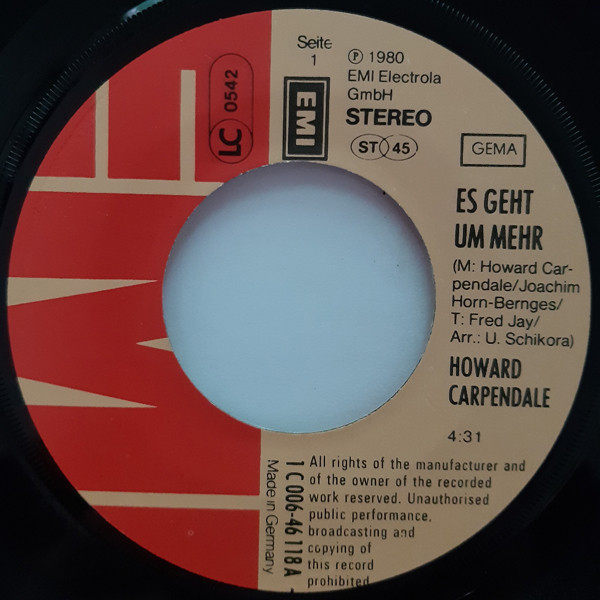 LC 0542
EMI
Seite
1
℗ 1980
EMI Electrola
GmbH
STEREO
ST 45
GEMA
ES GEHT
UM MEHR
(M: Howard Car-
pendale/Joachim
Horn-Bernges/
T: Fred Jay/
Arr.: U. Schikora)
HOWARD
CARPENDALE
4:31
All rights of the manufacturer and
of the owner of the recorded
work reserved. Unauthorised
public performance,
broadcasting and
copying of
this record
prohibited
1 C 006-46 118 A
Made in Germany
EMI